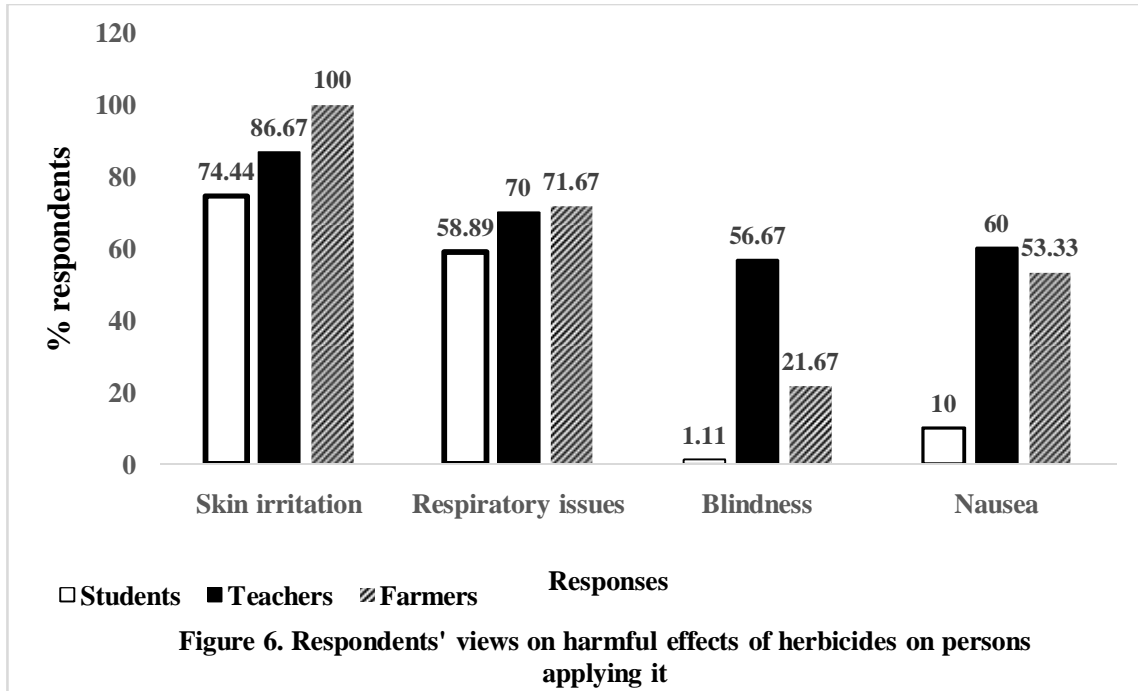 120
100
80
60
40
20
0
% respondents
74.44
86.67
100
58.89
70
71.67
1.11
56.67
21.67
10
60
53.33
Skin irritation
Respiratory issues
Blindness
Nausea
Responses
Students Teachers Farmers
Figure 6. Respondents' views on harmful effects of herbicides on persons
applying it